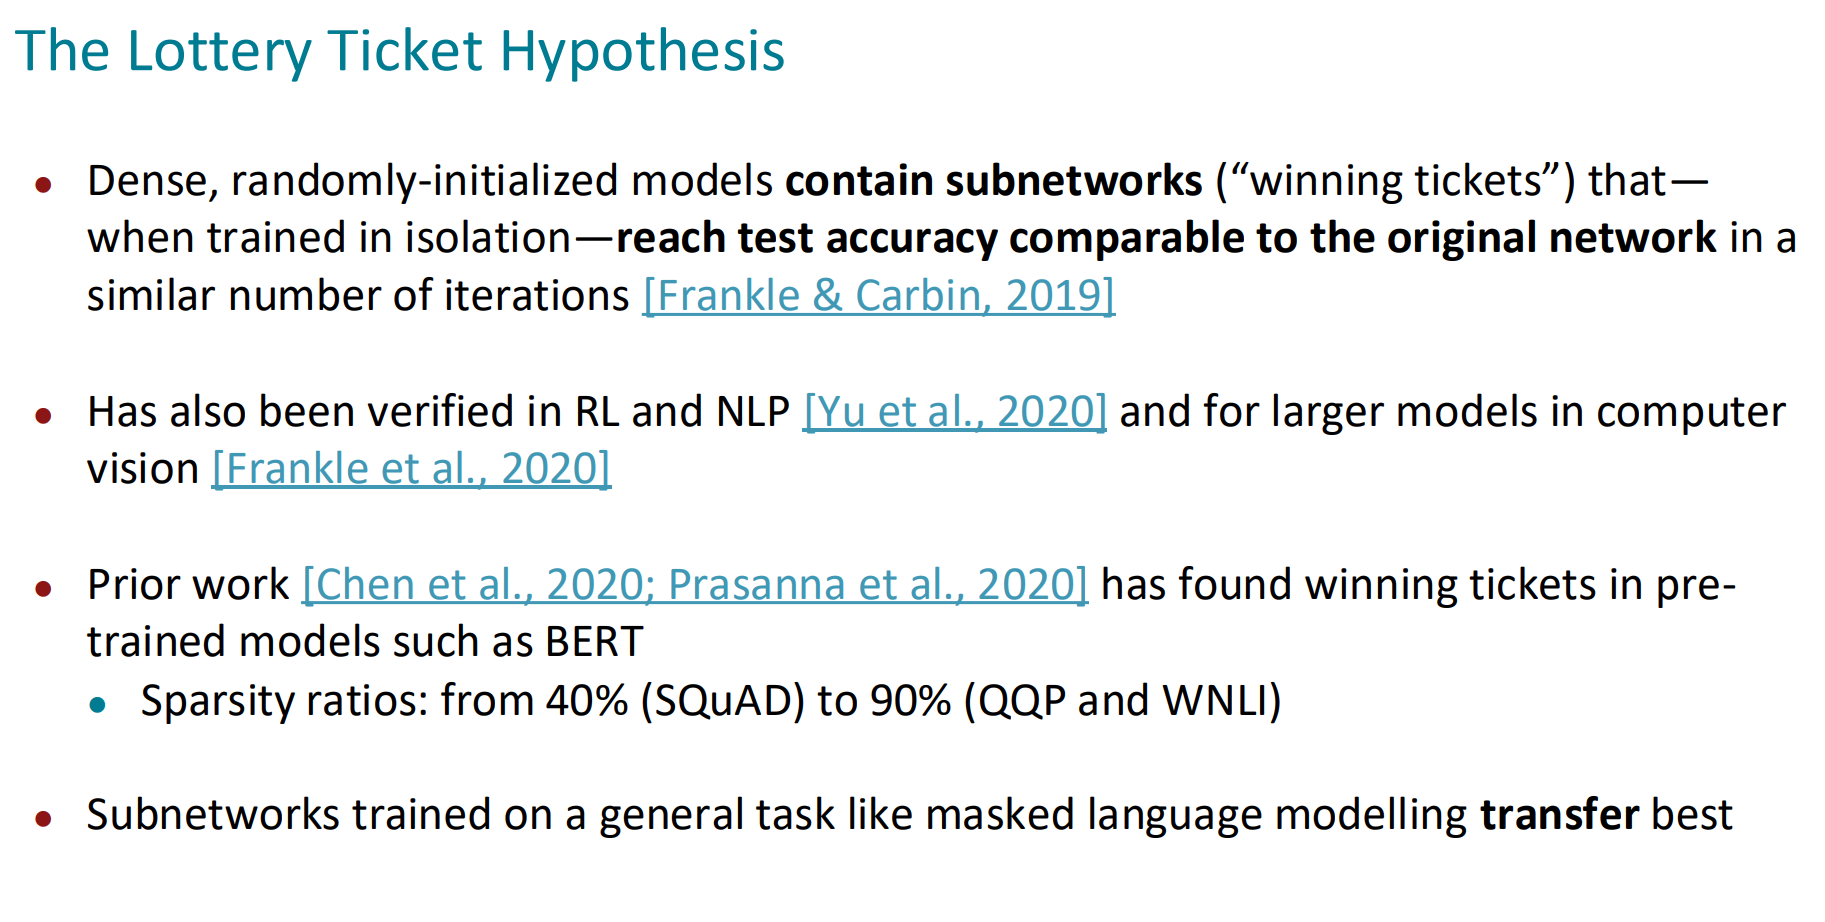 The Lottery Ticket Hypothesis
• Dense, randomly-initialized models contain subnetworks (“winning tickets”) that—
when trained in isolation—reach test accuracy comparable to the original network in a
similar number of iterations [Frankle & Carbin, 2019]
• Has also been verified in RL and NLP [Yu et al., 2020] and for larger models in computer
vision [Frankle et al., 2020]
• Prior work [Chen et al., 2020; Prasanna et al., 2020] has found winning tickets in pre-
trained models such as BERT
• Sparsity ratios: from 40% (SQuAD) to 90% (QQP and WNLI)
• Subnetworks trained on a general task like masked language modelling transfer best